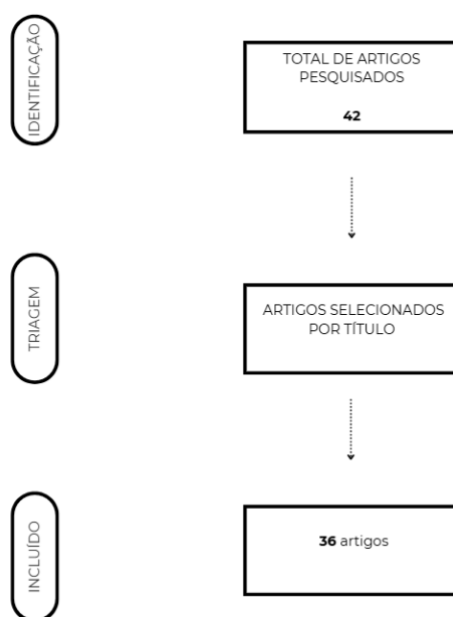 IDENTIFICAÇÃO
TOTAL DE ARTIGOS
PESQUISADOS
42
TRIAGEM
ARTIGOS SELECIONADOS
POR TÍTULO
INCLUÍDO
36 artigos